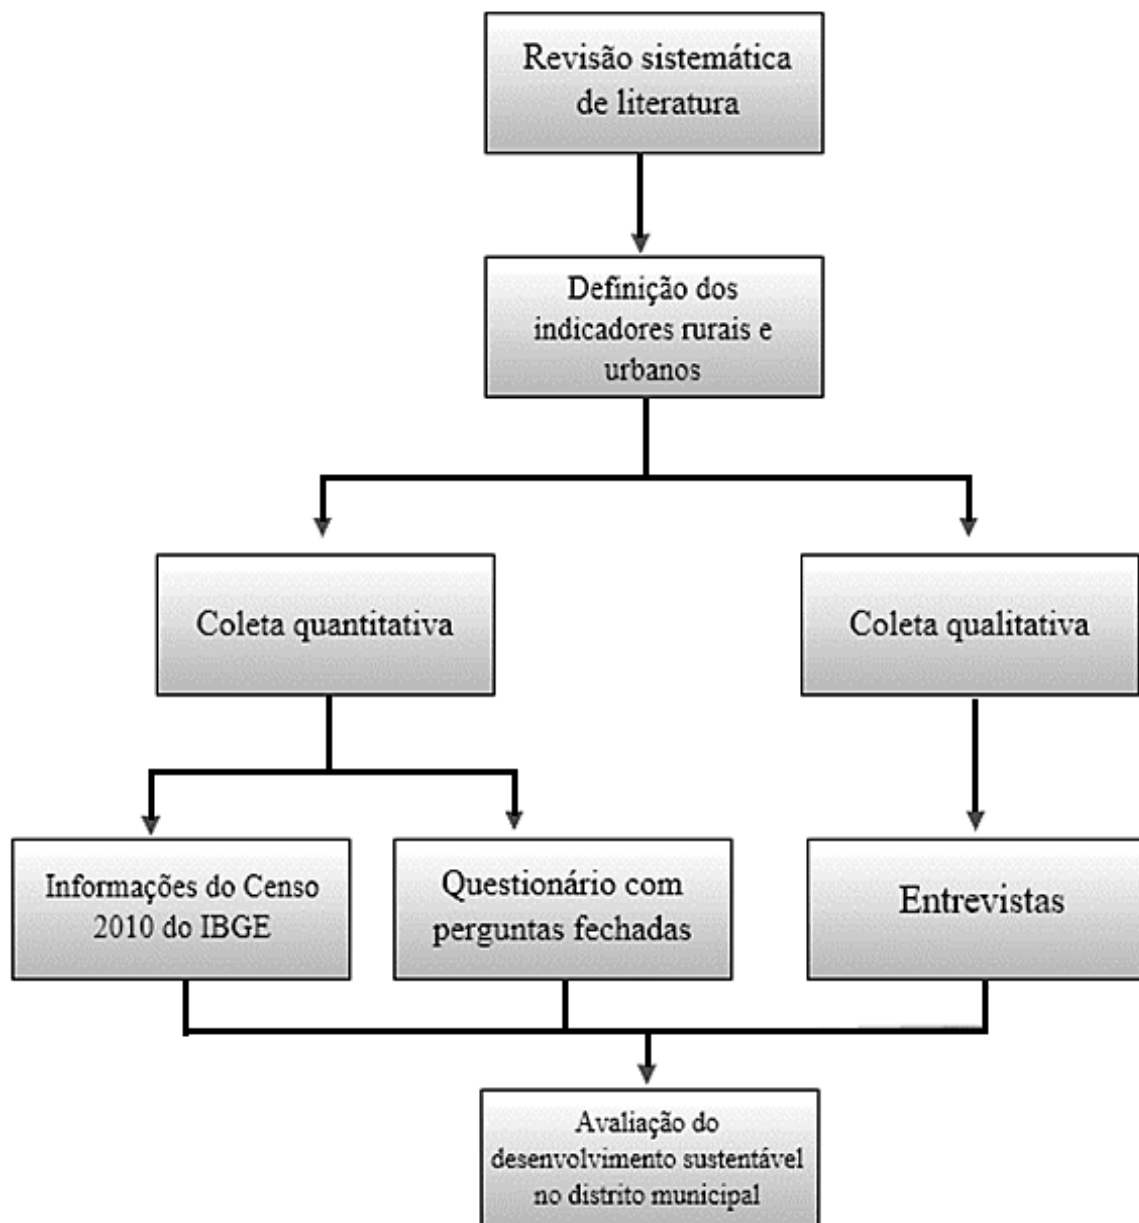 Revisão sistemática
de literatura
Definição dos
indicadores rurais e
urbanos
Coleta quantitativa
Coleta qualitativa
Informações do Censo
2010 do IBGE
Questionário com
perguntas fechadas
Entrevistas
Avaliação do
desenvolvimento sustentável
no distrito municipal